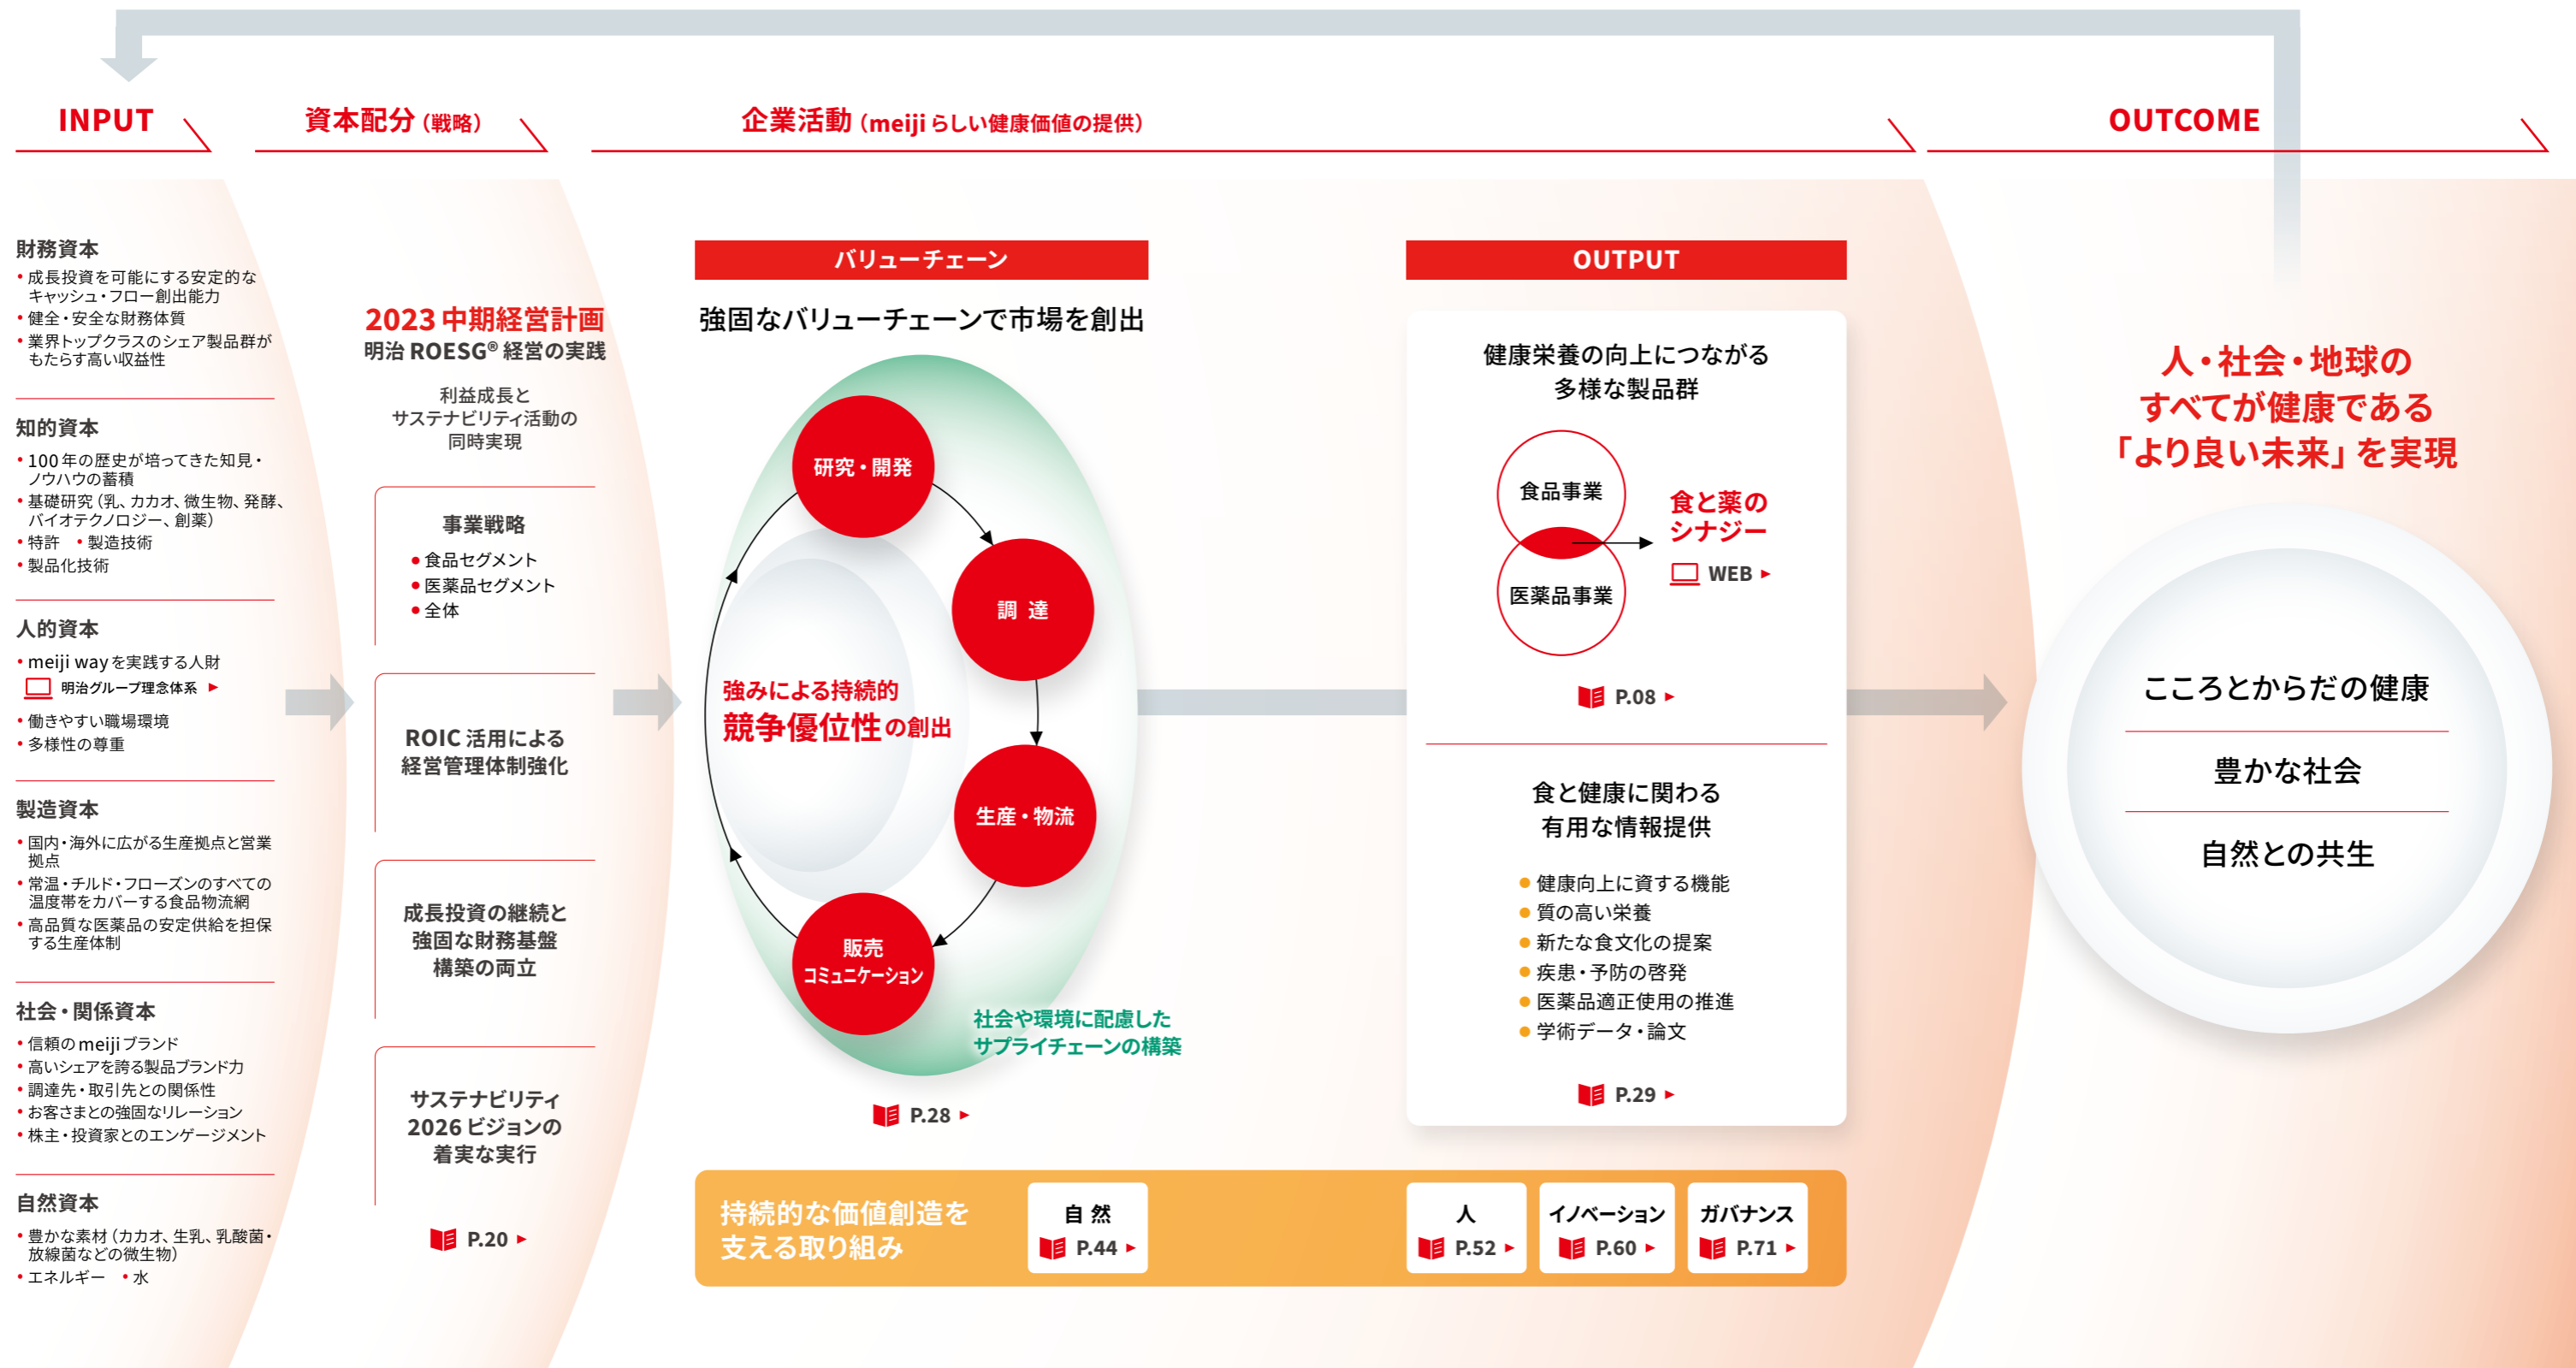 INPUT
資本配分（戦略）
企業活動（meijiらしい健康価値の提供）
OUTCOME
財務資本
• 成長投資を可能にする安定的な
キャッシュ・フロー創出能力
• 健全・安全な財務体質
• 業界トップクラスのシェア製品群が
もたらす高い収益性
知的資本
• 100年の歴史が培ってきた知見・
ノウハウの蓄積
• 基礎研究（乳、カカオ、微生物、発酵、
バイオテクノロジー、創薬）
• 特許 • 製造技術
• 製品化技術
人的資本
• meiji wayを実践する人財
明治グループ理念体系
• 働きやすい職場環境
• 多様性の尊重
製造資本
• 国内・海外に広がる生産拠点と営業
拠点
• 常温・チルド・フローズンのすべての
温度帯をカバーする食品物流網
• 高品質な医薬品の安定供給を担保
する生産体制
社会・関係資本
• 信頼のmeijiブランド
• 高いシェアを誇る製品ブランド力
• 調達先・取引先との関係性
• お客さまとの強固なリレーション
• 株主・投資家とのエンゲージメント
自然資本
• 豊かな素材（カカオ、生乳、乳酸菌・
放線菌などの微生物）
• エネルギー • 水
2023 中期経営計画
明治 ROESG® 経営の実践
利益成長と
サステナビリティ活動の
同時実現
事業戦略
● 食品セグメント
● 医薬品セグメント
● 全体
ROIC 活用による
経営管理体制強化
成長投資の継続と
強固な財務基盤
構築の両立
サステナビリティ
2026 ビジョンの
着実な実行
P.20
バリューチェーン
強固なバリューチェーンで市場を創出
研究・開発
調達
生産・物流
販売
コミュニケーション
強みによる持続的
競争優位性の創出
社会や環境に配慮した
サプライチェーンの構築
P.28
OUTPUT
健康栄養の向上につながる
多様な製品群
食品事業
医薬品事業
食と薬の
シナジー
WEB
P.08
食と健康に関わる
有用な情報提供
● 健康向上に資する機能
● 質の高い栄養
● 新たな食文化の提案
● 疾患・予防の啓発
● 医薬品適正使用の推進
● 学術データ・論文
P.29
持続的な価値創造を
支える取り組み
自然
P.44
人
P.52
イノベーション
P.60
ガバナンス
P.71
人・社会・地球の
すべてが健康である
「より良い未来」を実現
こころとからだの健康
豊かな社会
自然との共生